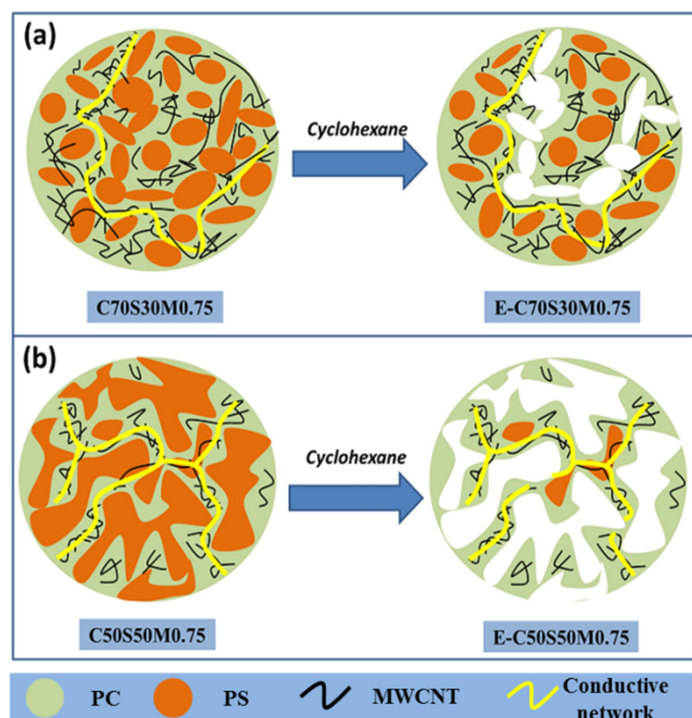 (a)
Cyclohexane
C70S30M0.75
E-C70S30M0.75
(b)
Cyclohexane
C50S50M0.75
E-C50S50M0.75
PC
PS
MWCNT
Conductive
network